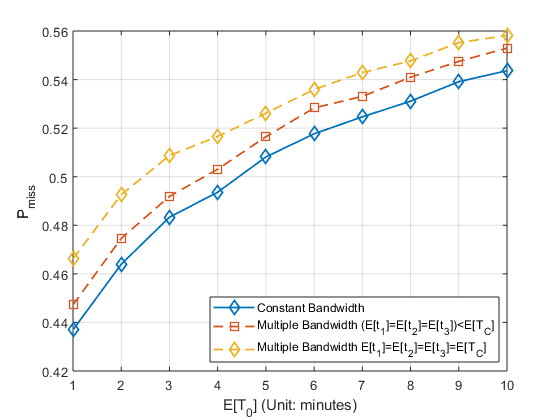 0.56
0.54
0.52
0.5
0.48
0.46
0.44
0.42
P_miss
Constant Bandwidth
Multiple Bandwidth (E[t_1]=E[t_2]=E[t_3])<E[T_C]
Multiple Bandwidth E[t_1]=E[t_2]=E[t_3]=E[T_C]
1 2 3 4 5 6 7 8 9 10
E[T_0] (Unit: minutes)